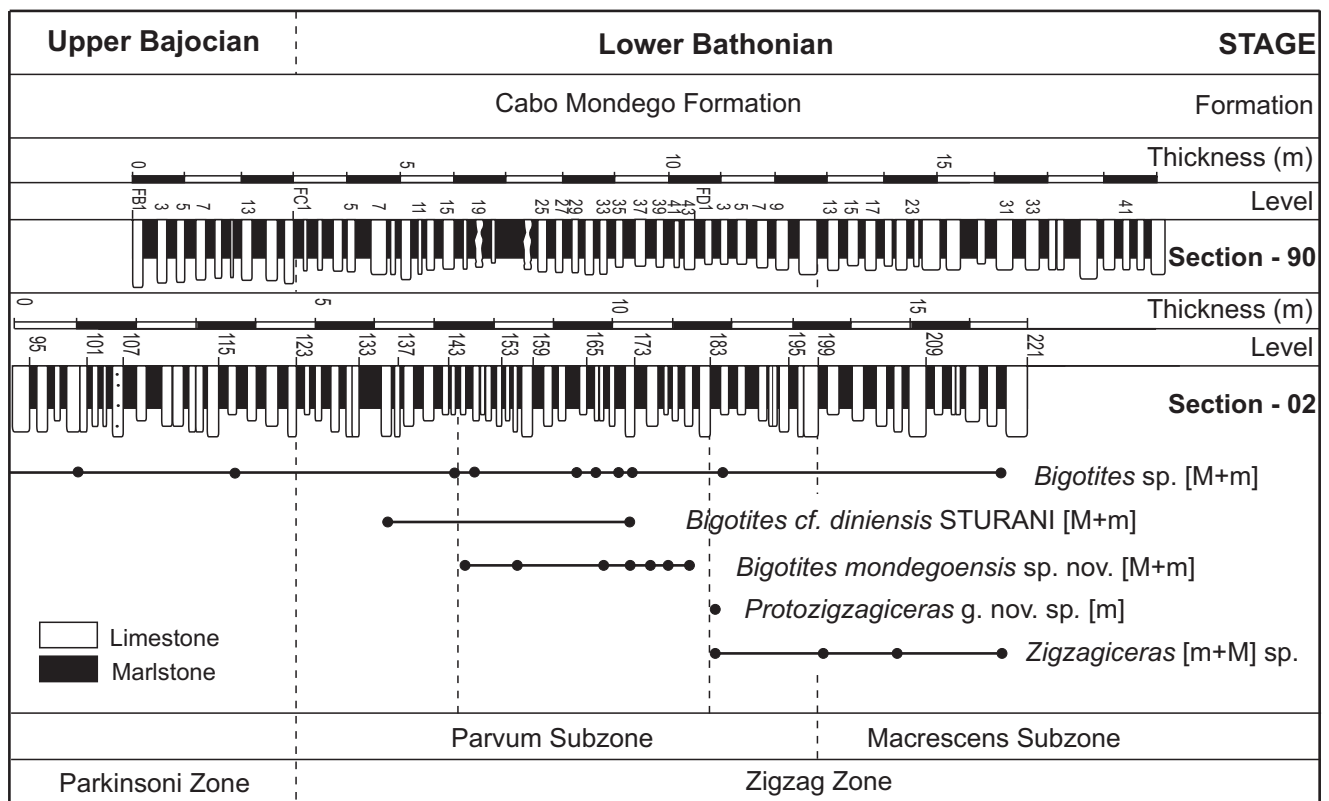 Upper Bajocian Lower Bathonian STAGE
Cabo Mondego Formation Formation
0 5 10 15 Thickness (m)
FB1 3 5 7 13 FC1 5 7 11 15 19 25 27 29 33 35 37 39 41 43 FD1 3 5 7 9 13 15 17 23 31 33 41 Level
Section - 90
0 5 10 15 Thickness (m)
95 101 107 115 123 133 137 143 153 159 165 173 183 195 199 209 221 Level
Section - 02
Bigotites sp. [M+m]
Bigotites cf. diniensis STURANI [M+m]
Bigotites mondegoensis sp. nov. [M+m]
Protozigzagiceras g. nov. sp. [m]
Limestone
Zigzagiceras [m+M] sp.
Marlstone
Parvum Subzone Macrescens Subzone
Parkinsoni Zone Zigzag Zone